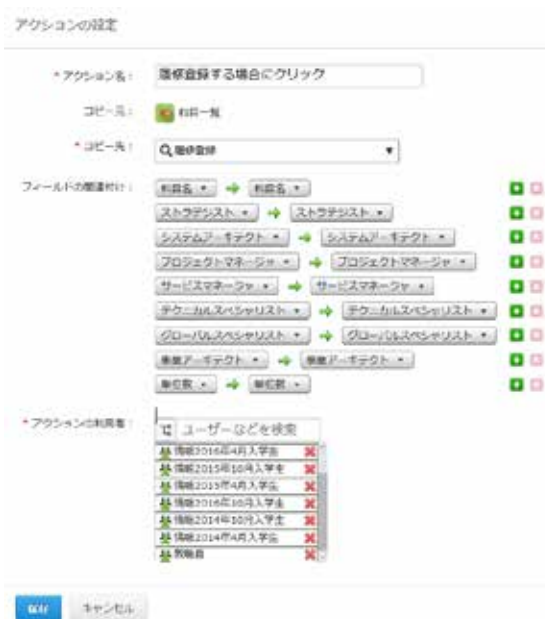 アクションの設定
* アクション名: 履修登録する場合にクリック
コピー元: 科目一覧
* コピー先: 履修登録
フィールドの関連付け: 科目名 科目名
ストラテジスト ストラテジスト
システムアーキテクト システムアーキテクト
プロジェクトマネージャ プロジェクトマネージャ
サービスマネージャ サービスマネージャ
テクニカルスペシャリスト テクニカルスペシャリスト
グローバルスペシャリスト グローバルスペシャリスト
事業アーキテクト 事業アーキテクト
単位数 単位数
* アクションの利用者: ユーザーなどを検索
情報2016年4月入学生
情報2015年10月入学生
情報2015年4月入学生
情報2016年10月入学生
情報2014年10月入学生
情報2014年4月入学生
教職員
保存 キャンセル